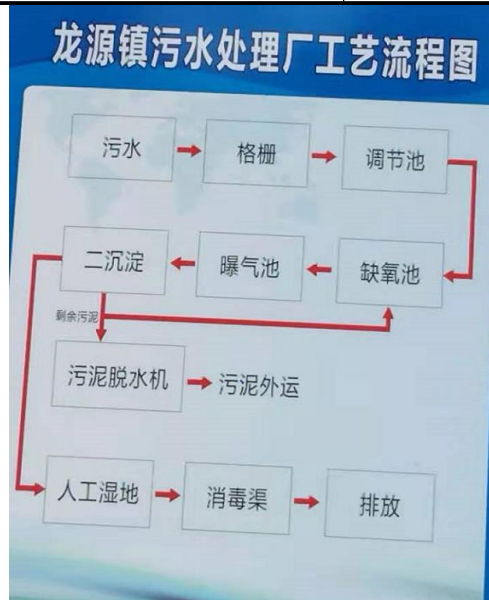 龙源镇污水处理厂工艺流程图
污水
格栅
调节池
二沉淀
曝气池
缺氧池
剩余污泥
污泥脱水机
污泥外运
人工湿地
消毒渠
排放